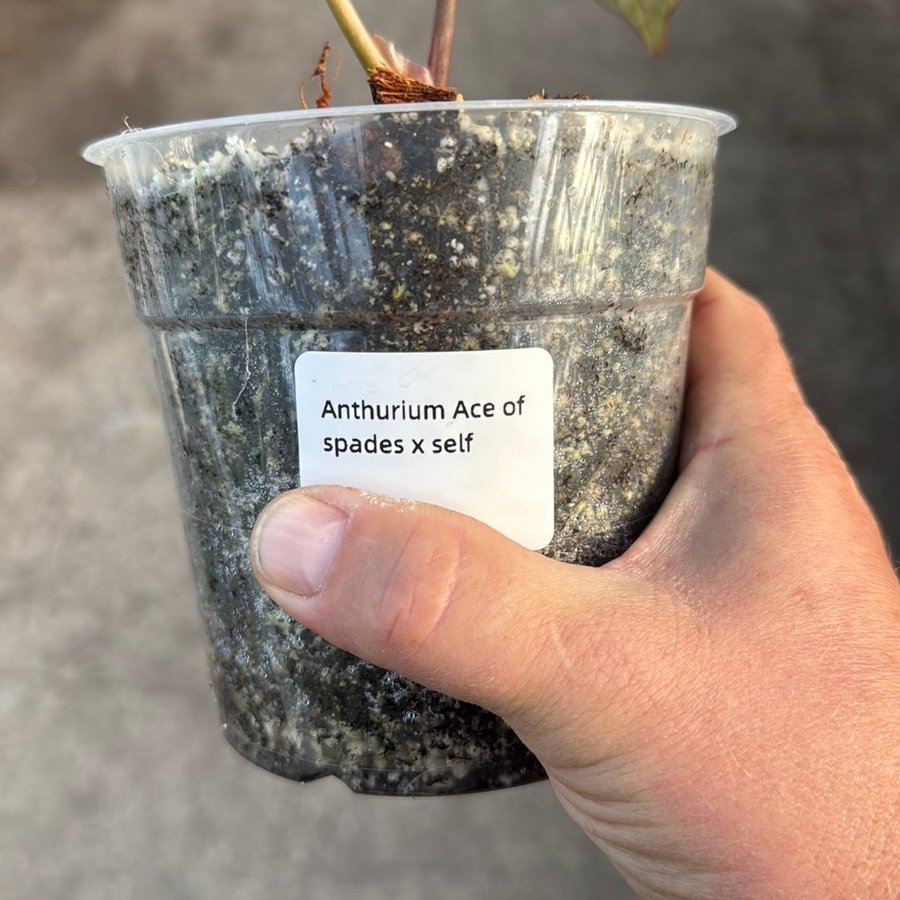 Anthurium Ace of
spades x self